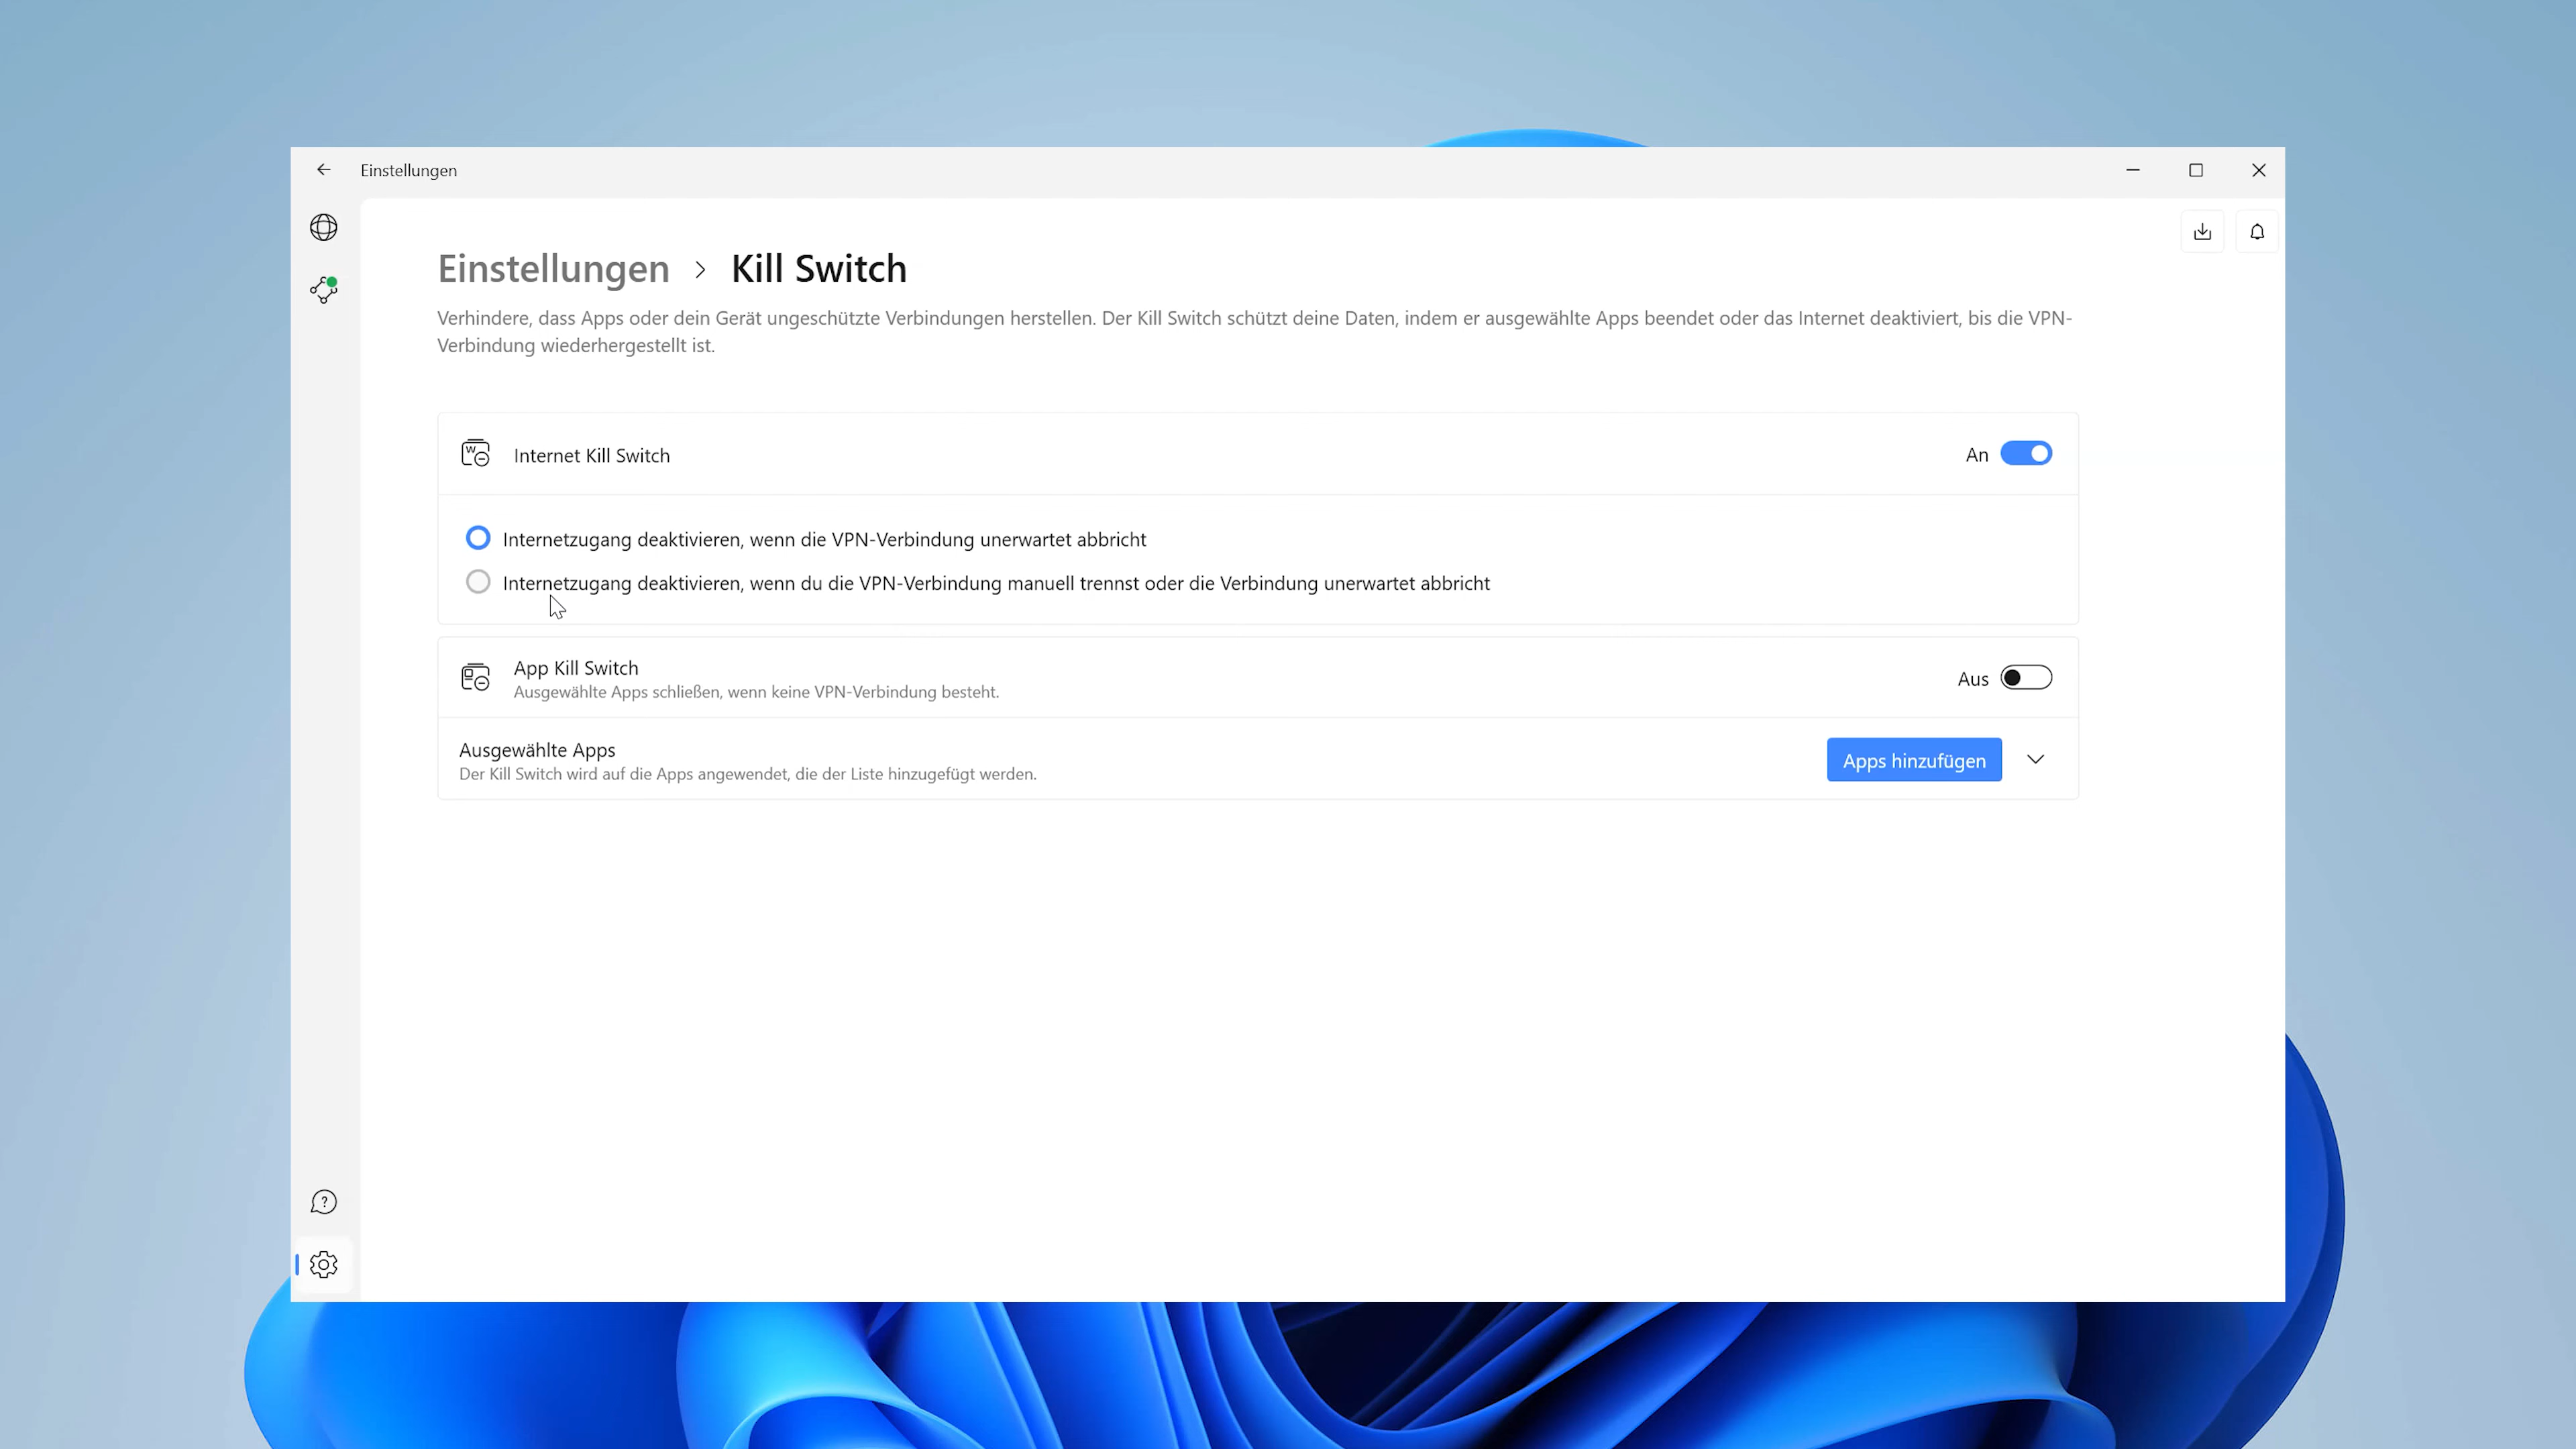 Einstellungen
Einstellungen > Kill Switch
Verhindere, dass Apps oder dein Gerät ungeschützte Verbindungen herstellen. Der Kill Switch schützt deine Daten, indem er ausgewählte Apps beendet oder das Internet deaktiviert, bis die VPN-
Verbindung wiederhergestellt ist.
Internet Kill Switch An
Internetzugang deaktivieren, wenn die VPN-Verbindung unerwartet abbricht
Internetzugang deaktivieren, wenn du die VPN-Verbindung manuell trennst oder die Verbindung unerwartet abbricht
App Kill Switch
Ausgewählte Apps schließen, wenn keine VPN-Verbindung besteht.
Aus
Ausgewählte Apps
Der Kill Switch wird auf die Apps angewendet, die der Liste hinzugefügt werden.
Apps hinzufügen